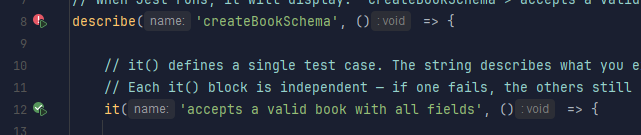 // When Jest runs, it will display: "createBookSchema > accepts a valid
8 describe( name: 'createBookSchema', () : void => {
9
10 // it() defines a single test case. The string describes what you e
11 // Each it() block is independent — if one fails, the others still
12 it( name: 'accepts a valid book with all fields', () : void => {
13